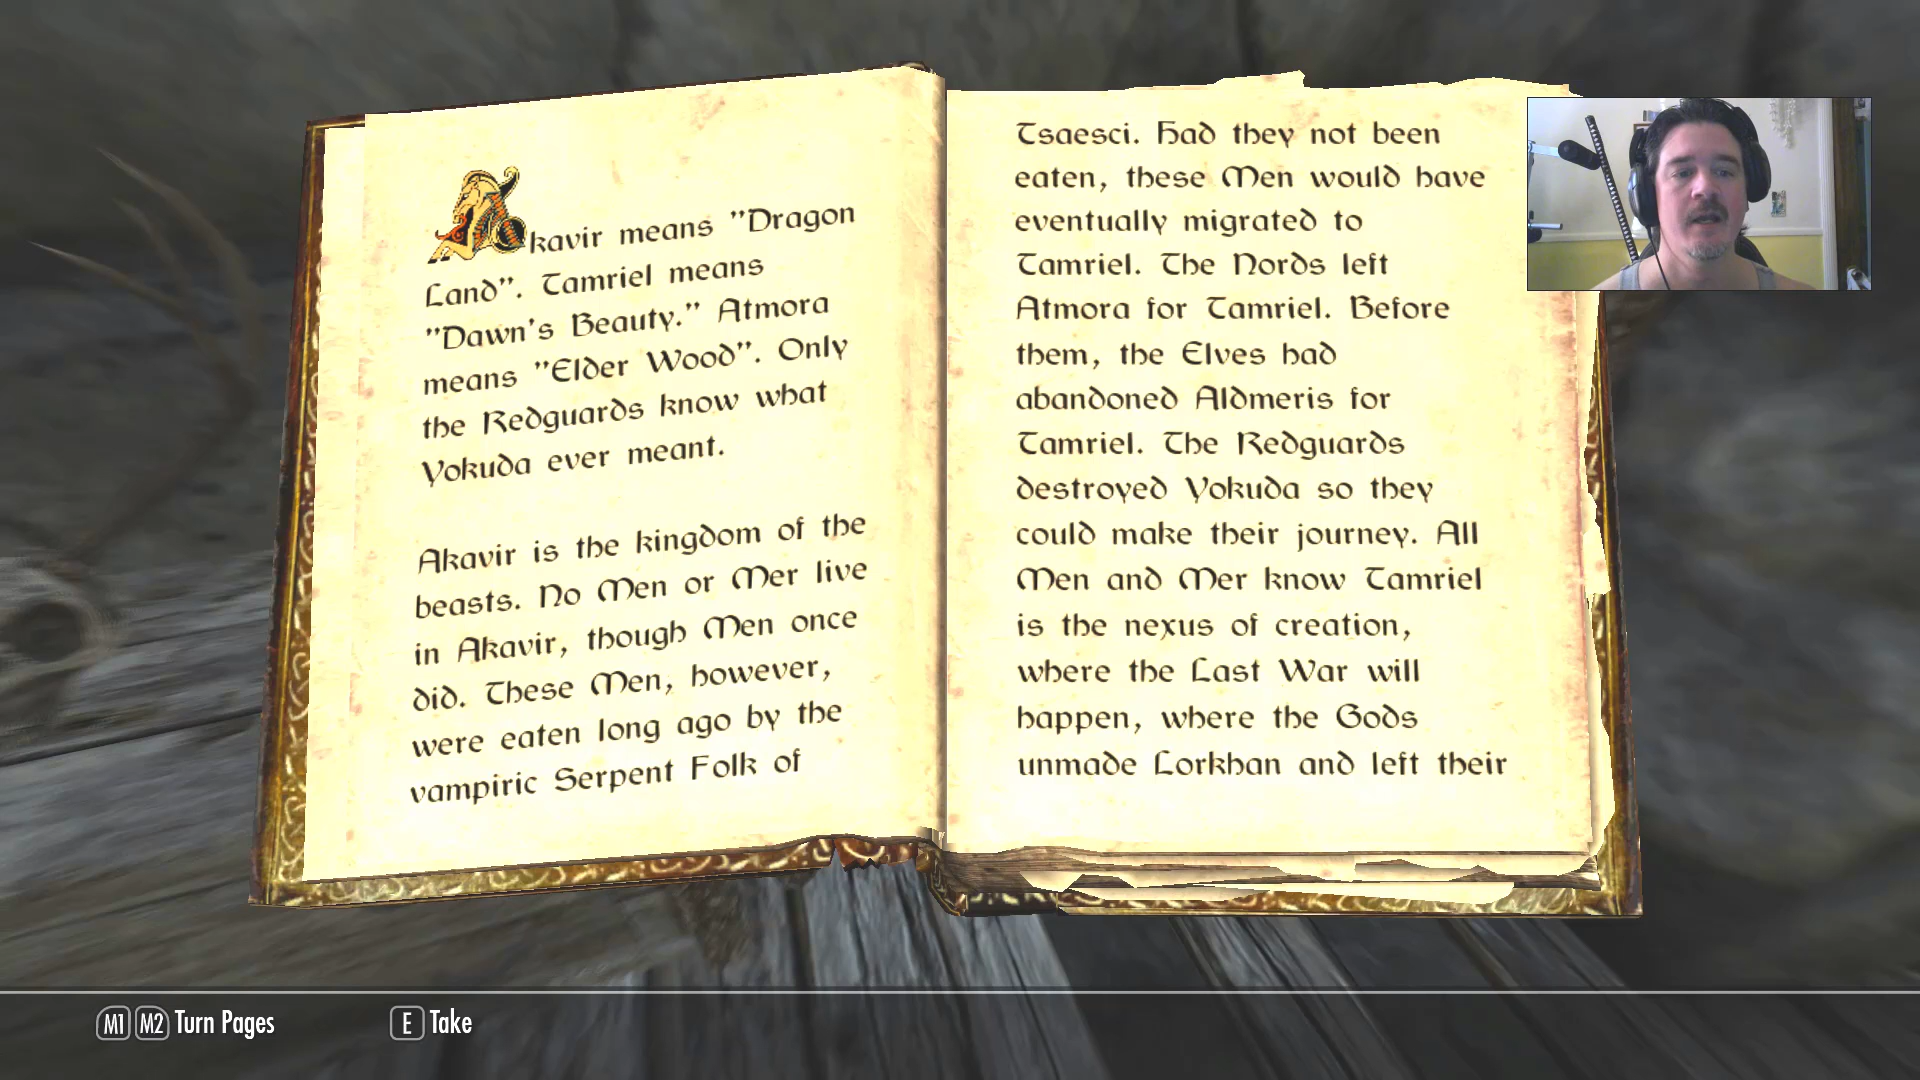 Akavir means "Dragon
Land". Tamriel means
"Dawn's Beauty." Atmora
means "Elder Wood". Only
the Redguards know what
Yokuda ever meant.
Akavir is the kingdom of the
beasts. No Men or Mer live
in Akavir, though Men once
did. These Men, however,
were eaten long ago by the
vampiric Serpent Folk of
Tsaesci. Had they not been
eaten, these Men would have
eventually migrated to
Tamriel. The Nords left
Atmora for Tamriel. Before
them, the Elves had
abandoned Aldmeris for
Tamriel. The Redguards
destroyed Yokuda so they
could make their journey. All
Men and Mer know Tamriel
is the nexus of creation,
where the Last War will
happen, where the Gods
unmade Lorkhan and left their
M1 M2 Turn Pages
E Take